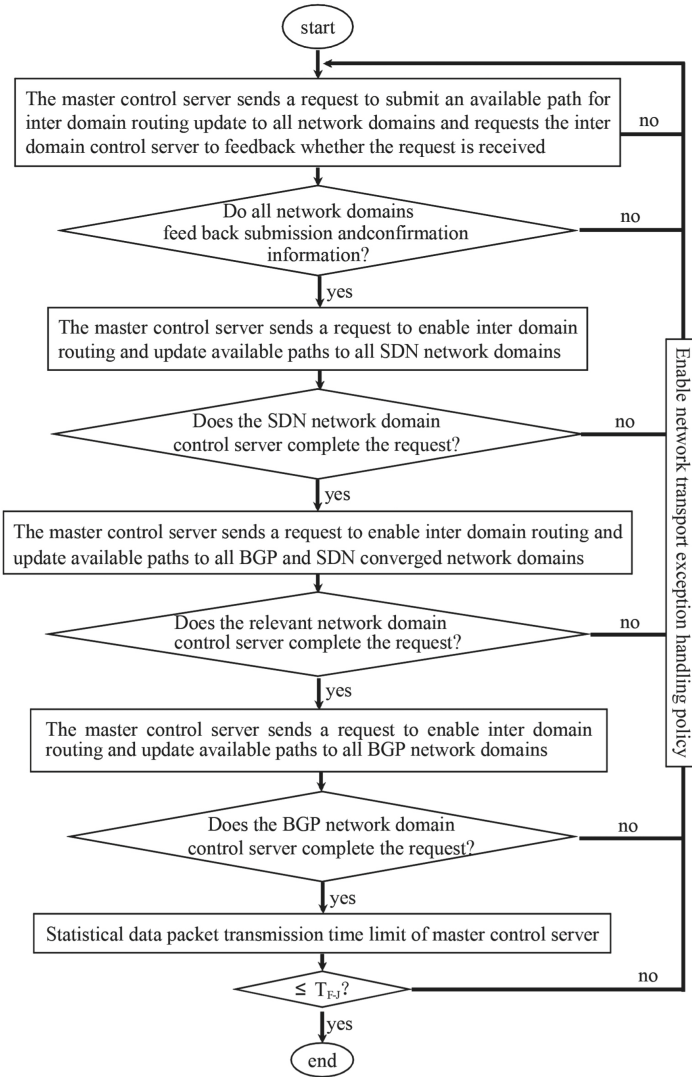 start
The master control server sends a request to submit an available path for
inter domain routing update to all network domains and requests the inter
domain control server to feedback whether the request is received
no
Do all network domains
feed back submission andconfirmation
information?
no
yes
The master control server sends a request to enable inter domain
routing and update available paths to all SDN network domains
Does the SDN network domain
control server complete the request?
no
yes
The master control server sends a request to enable inter domain routing and
update available paths to all BGP and SDN converged network domains
Does the relevant network domain
control server complete the request?
no
yes
The master control server sends a request to enable inter domain
routing and update available paths to all BGP network domains
Does the BGP network domain
control server complete the request?
no
yes
Statistical data packet transmission time limit of master control server
≤ T_{F-J}?
no
yes
end
Enable network transport exception handling policy